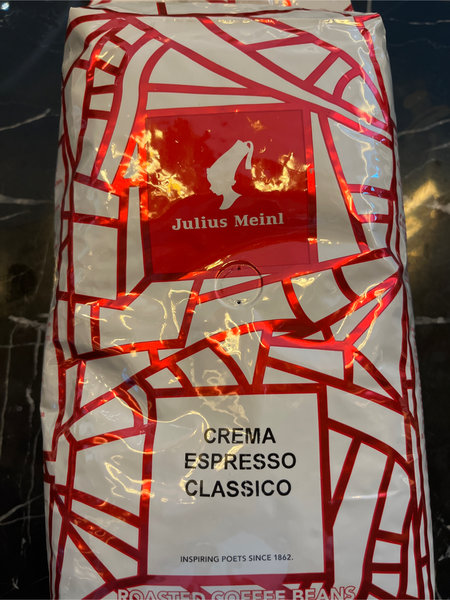 Julius Meinl
CREMA
ESPRESSO
CLASSICO
INSPIRING POETS SINCE 1862.
ROASTED COFFEE BEANS